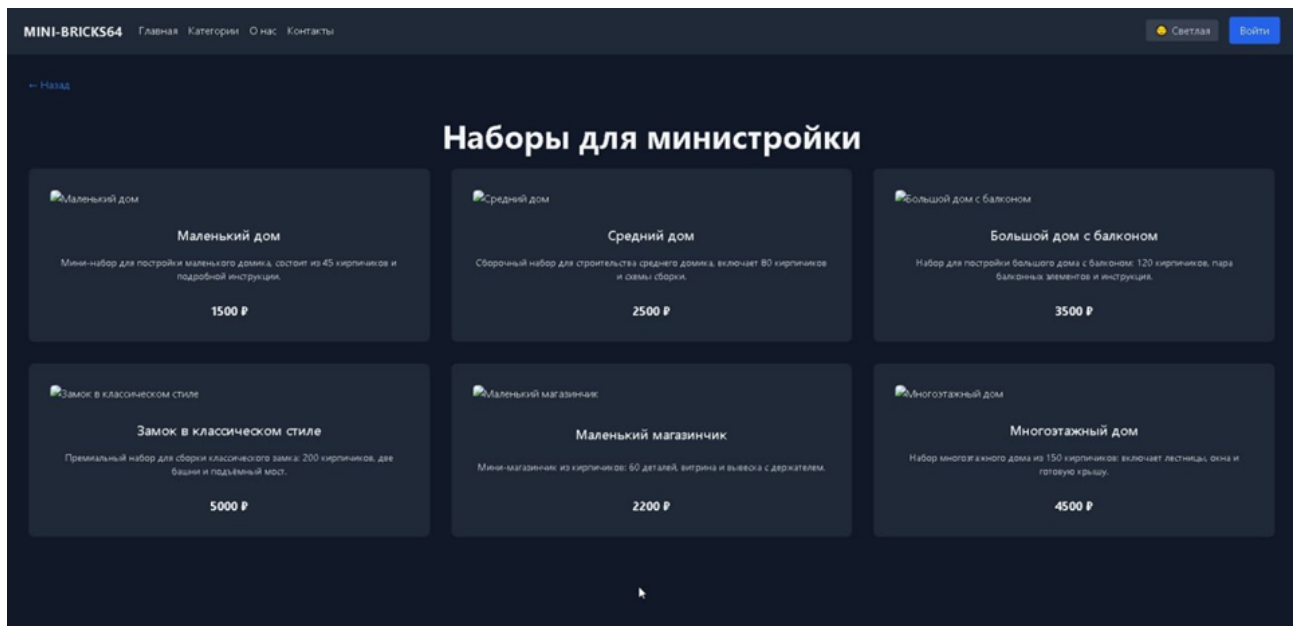 MINI-BRICKS64 Главная Категории О нас Контакты Светлая Войти
← Назад
Наборы для министройки
Маленький дом
Маленький дом
Мини-набор для постройки маленького домика, состоит из 45 кирпичиков и
подробной инструкции.
1500 ₽
Средний дом
Средний дом
Сборочный набор для строительства среднего домика, включает 80 кирпичиков
и схемы сборки.
2500 ₽
Большой дом с балконом
Большой дом с балконом
Набор для постройки большого дома с балконом: 120 кирпичиков, пара
балконных элементов и инструкция.
3500 ₽
Замок в классическом стиле
Замок в классическом стиле
Премиальный набор для сборки классического замка: 200 кирпичиков, две
башни и подъёмный мост.
5000 ₽
Маленький магазинчик
Маленький магазинчик
Мини-магазинчик из кирпичиков: 60 деталей, витрина и вывеска с держателем.
2200 ₽
Многоэтажный дом
Многоэтажный дом
Набор многоэтажного дома из 150 кирпичиков: включает лестницы, окна и
готовую крышу.
4500 ₽